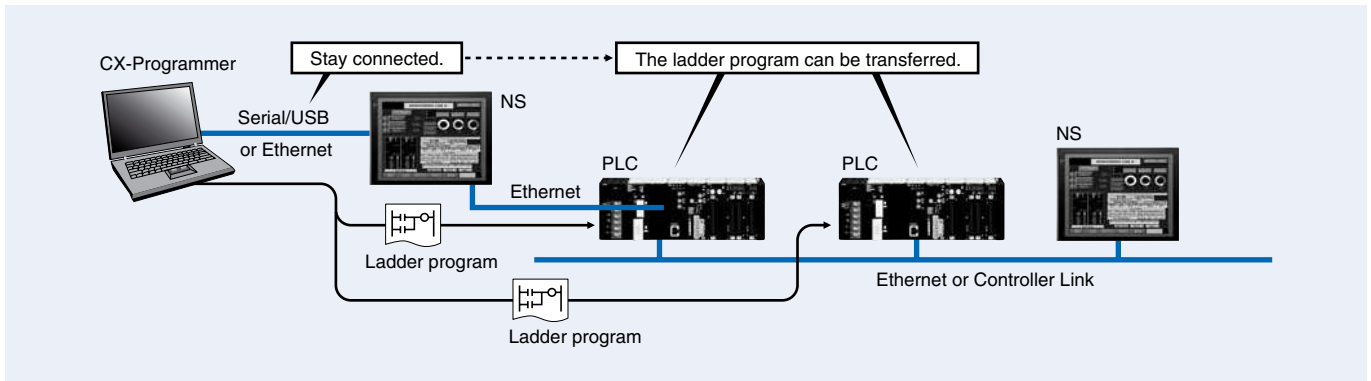 Stay connected.
The ladder program can be transferred.
CX-Programmer
Serial/USB
or Ethernet
NS
NS
PLC
PLC
Ethernet
Ladder program
Ethernet or Controller Link
Ladder program